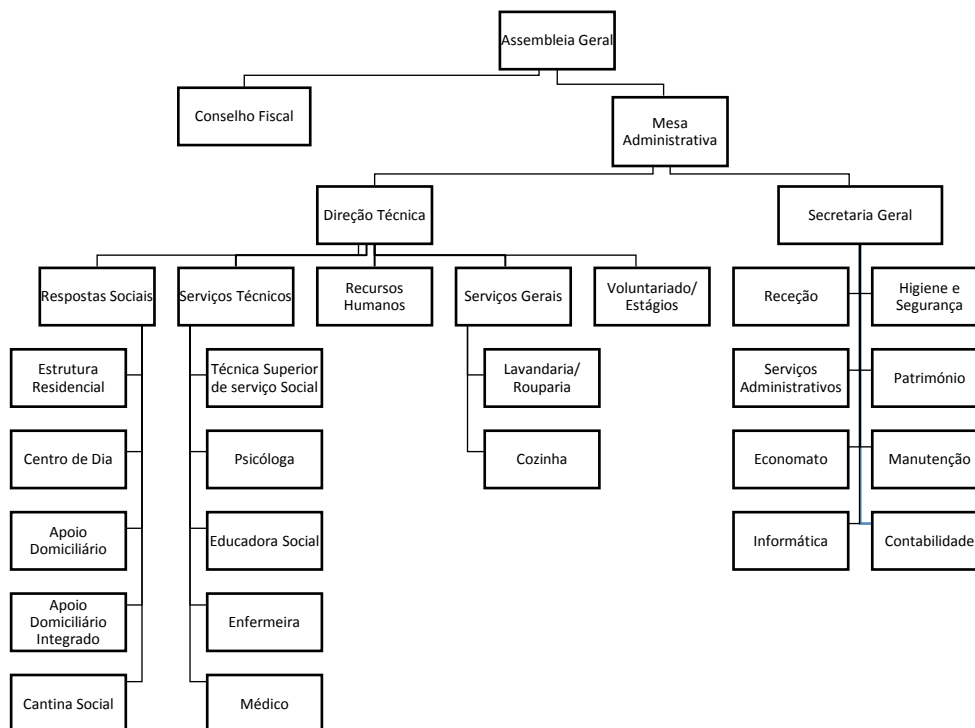 Assembleia Geral
Conselho Fiscal
Mesa
Administrativa
Direção Técnica
Secretaria Geral
Respostas Sociais
Serviços Técnicos
Recursos
Humanos
Serviços Gerais
Voluntariado/
Estágios
Receção
Higiene e
Segurança
Estrutura
Residencial
Técnica Superior
de serviço Social
Lavandaria/
Rouparia
Serviços
Administrativos
Património
Centro de Dia
Psicóloga
Cozinha
Economato
Manutenção
Apoio
Domiciliário
Educadora Social
Informática
Contabilidade
Apoio
Domiciliário
Integrado
Enfermeira
Cantina Social
Médico